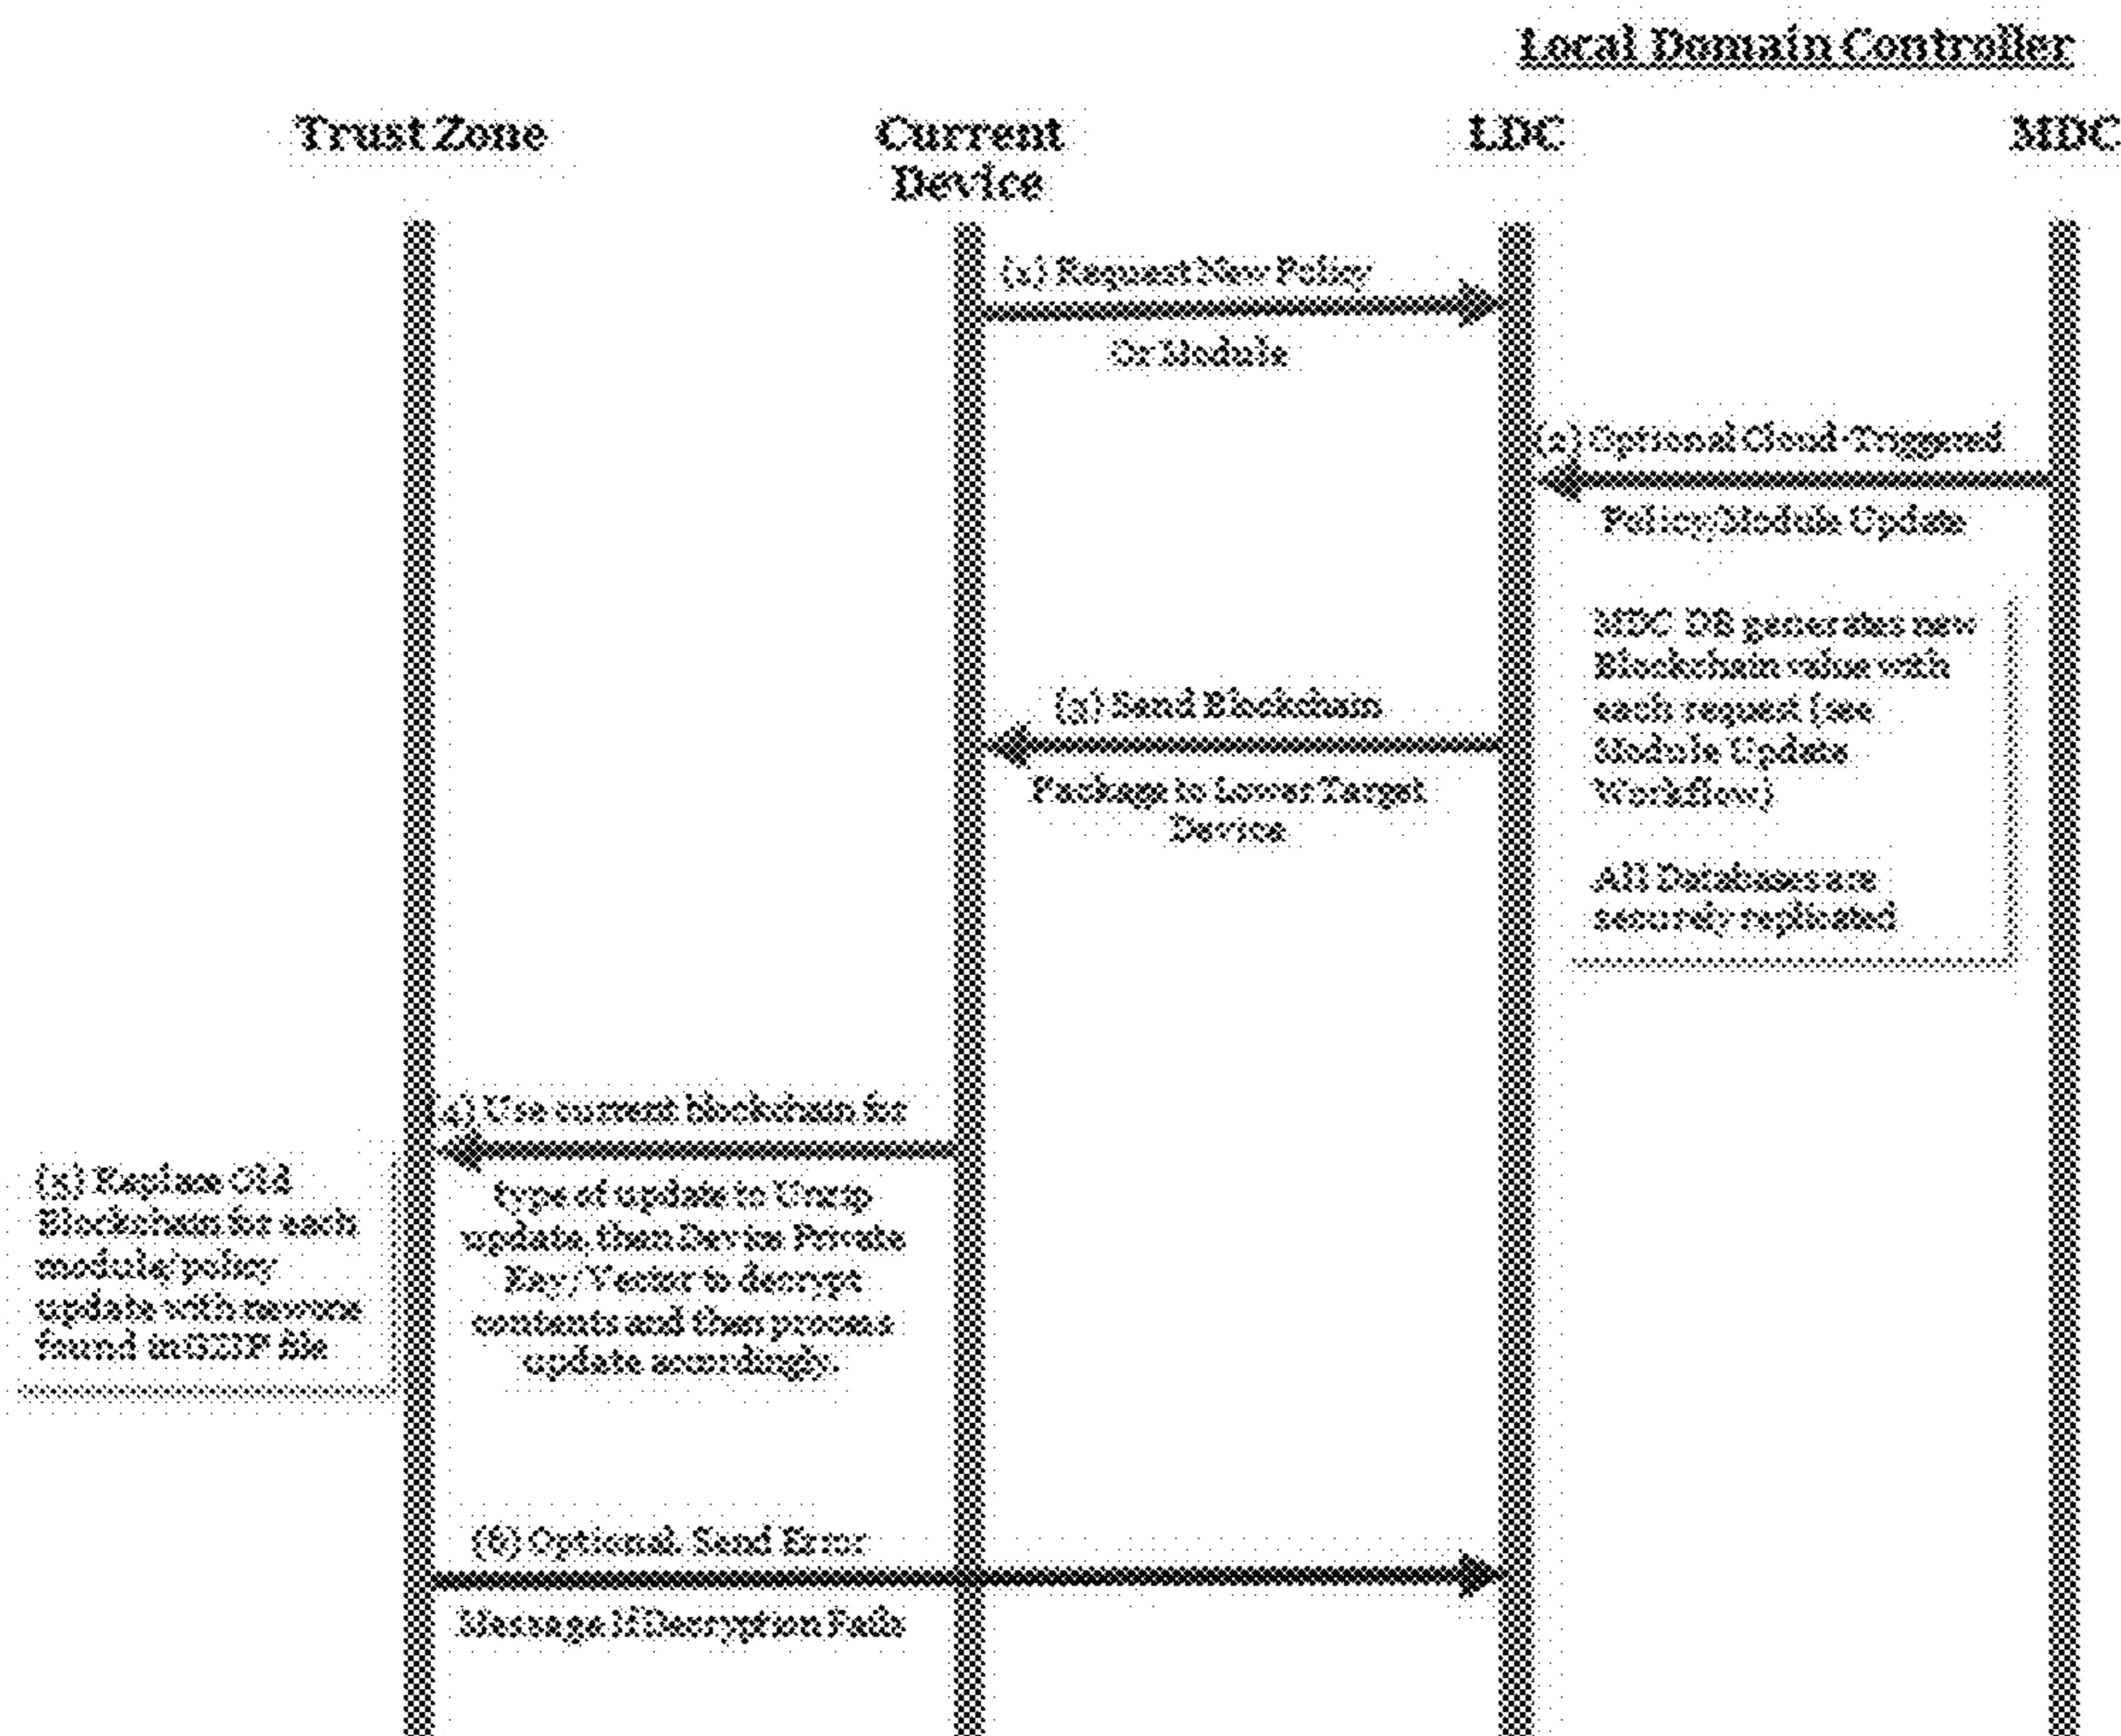 Local Domain Controller
Trust Zone
Current
Device
LDC
MDC
(1) Request New Policy
Or Module
(2) Optional Cloud Triggered
Policy/Module Update
MDC DB generates new
Blockchain value with
each request (see
Module Update
Workflow)
All Databases are
securely replicated
(3) Send Blockchain
Package to Lower Target
Device
(4) Use current blockchain for
type of update to Unzip
update, then Device Private
Key/Vector to decrypt
contents and then process
update accordingly.
(5) Replace Old
Blockchain for each
module/policy
update with
found in file
(6) Optional Send Error
Message If Decryption Fails